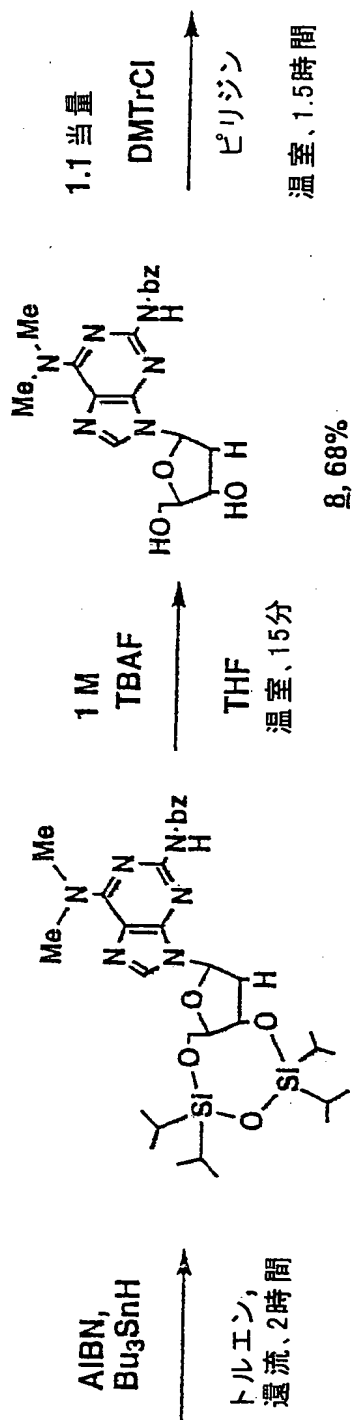 AIBN,
Bu₃SnH
トルエン,
還流、2時間
Me
Me
N
N
N
N
N
N·bz
H
O
H
O
O
Si
O
Si
1 M
TBAF
THF
温室、15分
Me
Me
N
N
N
N
N
N·bz
H
O
HO
HO
H
8, 68%
1.1 当量
DMTrCl
ピリジン
温室、1.5時間